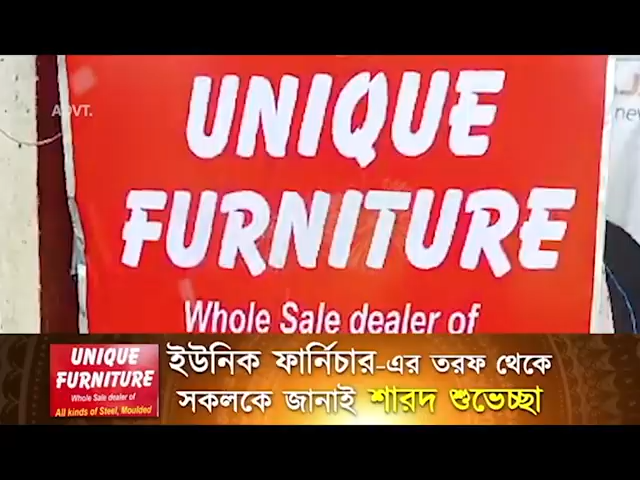 ADVT.
UNIQUE
FURNITURE
Whole Sale dealer of
new
UNIQUE
FURNITURE
Whole Sale dealer of
All kinds of Steel, Moulded
ইউনিক ফার্নিচার-এর তরফ থেকে
সকলকে জানাই শারদ শুভেচ্ছা